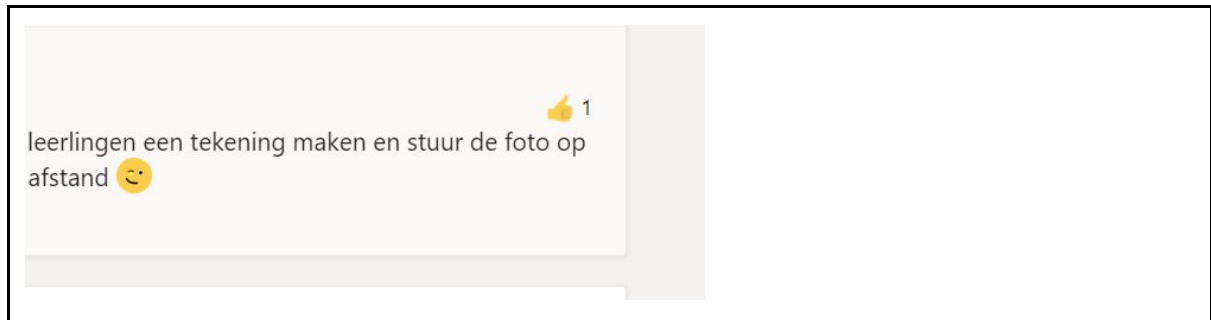 👍 1
leerlingen een tekening maken en stuur de foto op
afstand 😉